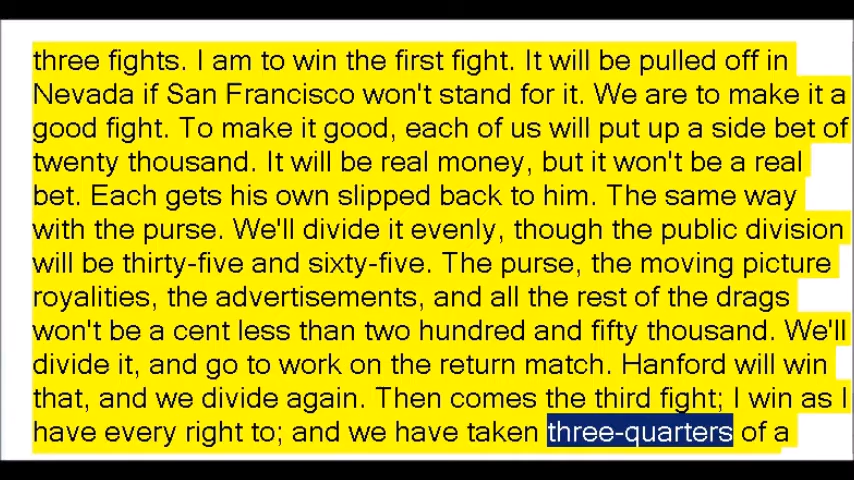 three fights. I am to win the first fight. It will be pulled off in
Nevada if San Francisco won't stand for it. We are to make it a
good fight. To make it good, each of us will put up a side bet of
twenty thousand. It will be real money, but it won't be a real
bet. Each gets his own slipped back to him. The same way
with the purse. We'll divide it evenly, though the public division
will be thirty-five and sixty-five. The purse, the moving picture
royalities, the advertisements, and all the rest of the drags
won't be a cent less than two hundred and fifty thousand. We'll
divide it, and go to work on the return match. Hanford will win
that, and we divide again. Then comes the third fight; I win as I
have every right to; and we have taken three-quarters of a